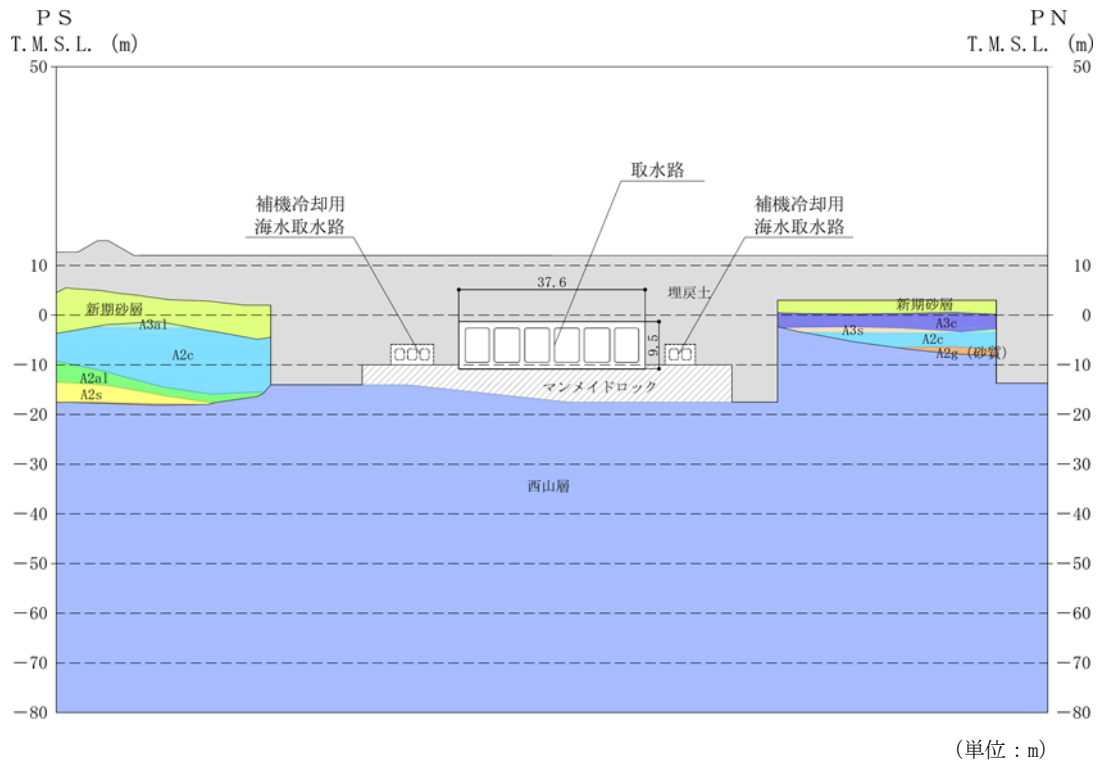 PS
PN
T.M.S.L. (m)
T.M.S.L. (m)
50
50
取水路
補機冷却用
海水取水路
補機冷却用
海水取水路
10
10
37.6
埋戻土
新期砂層
新期砂層
0
0
A3al
A3c
A3s
9.5
A2c
A2c
A2g (砂質)
−10
−10
A2al
マンメイドロック
A2s
−20
−20
−30
−30
西山層
−40
−40
−50
−50
−60
−60
−70
−70
−80
−80
(単位:m)